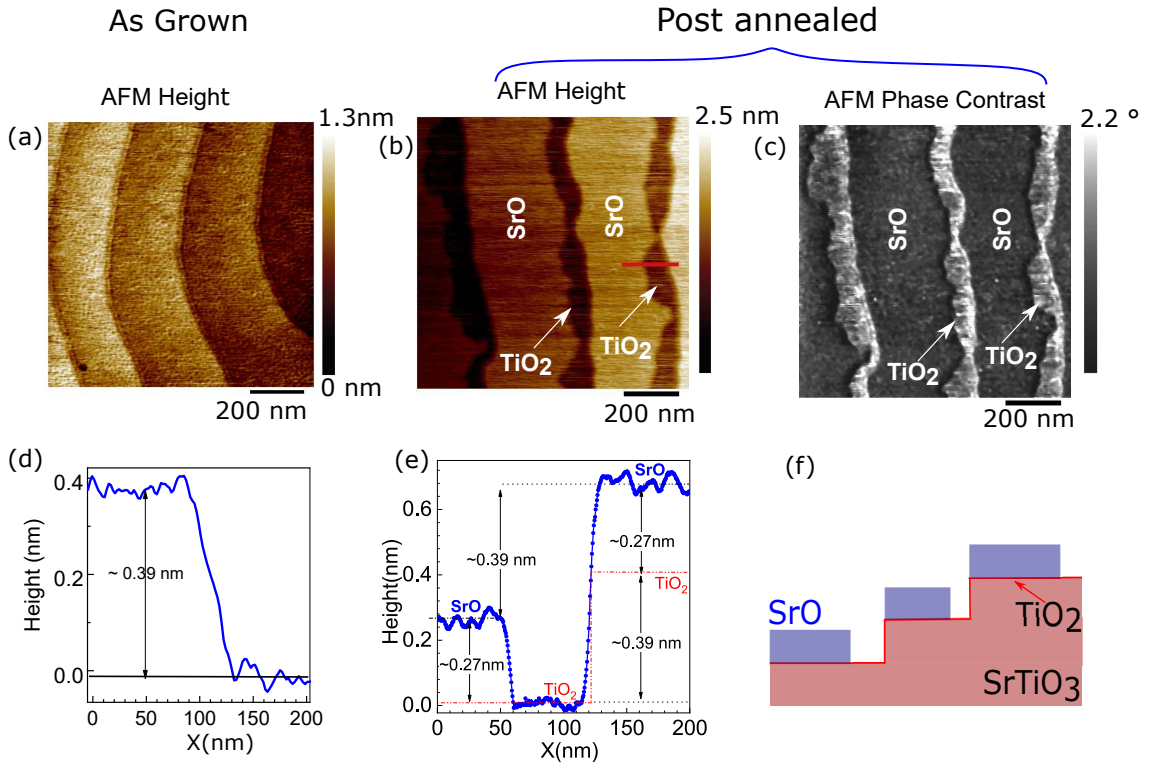 As Grown
Post annealed
AFM Height
1.3nm
(a)
0 nm
200 nm
AFM Height
2.5 nm
(b)
SrO
SrO
TiO2
TiO2
200 nm
AFM Phase Contrast
2.2 °
(c)
SrO
SrO
TiO2
TiO2
200 nm
(d)
Height (nm)
0.4
0.2
0.0
~ 0.39 nm
0 50 100 150 200
X(nm)
(e)
Height(nm)
0.6
0.4
0.2
0.0
SrO
~0.39 nm
~0.27nm
TiO2
SrO
~0.39 nm
~0.27nm
TiO2
0 50 100 150 200
X(nm)
(f)
SrO
TiO2
SrTiO3